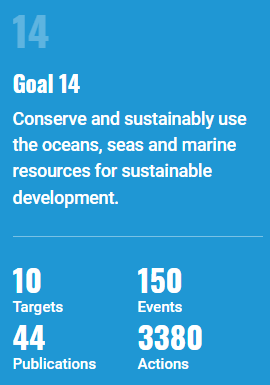 14
Goal 14
Conserve and sustainably use
the oceans, seas and marine
resources for sustainable
development.
10 150
Targets Events
44 3380
Publications Actions